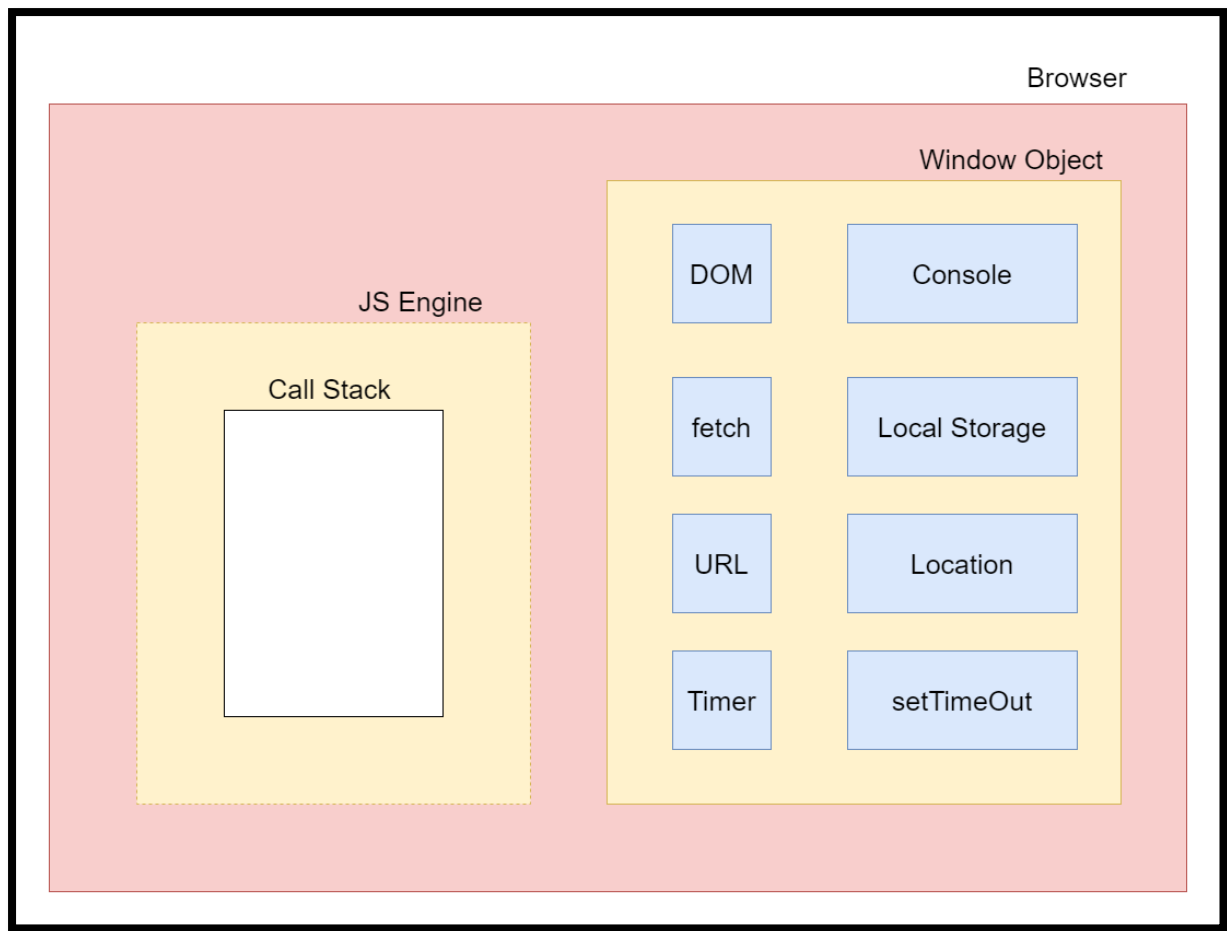 Browser
Window Object
JS Engine
Call Stack
DOM
Console
fetch
Local Storage
URL
Location
Timer
setTimeOut